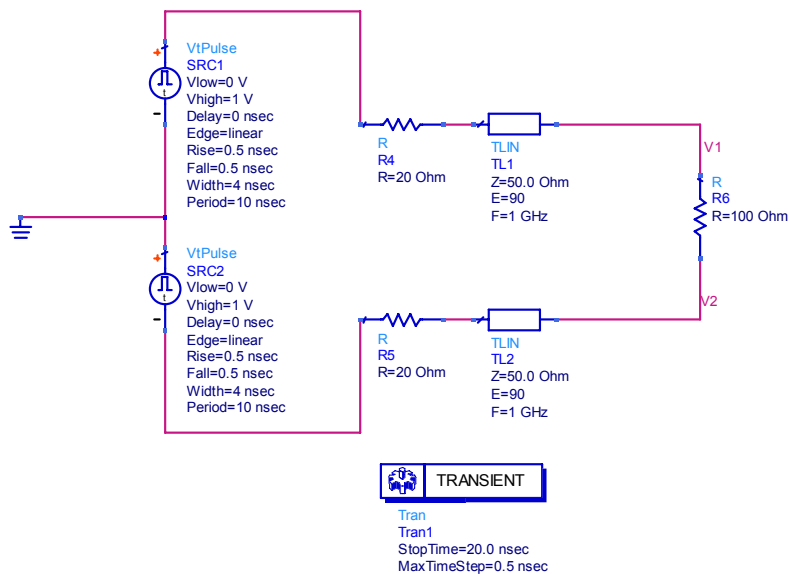 VtPulse
SRC1
Vlow=0 V
Vhigh=1 V
Delay=0 nsec
Edge=linear
Rise=0.5 nsec
Fall=0.5 nsec
Width=4 nsec
Period=10 nsec
t
R
R4
R=20 Ohm
TLIN
TL1
Z=50.0 Ohm
E=90
F=1 GHz
V1
R
R6
R=100 Ohm
V2
VtPulse
SRC2
Vlow=0 V
Vhigh=1 V
Delay=0 nsec
Edge=linear
Rise=0.5 nsec
Fall=0.5 nsec
Width=4 nsec
Period=10 nsec
t
R
R5
R=20 Ohm
TLIN
TL2
Z=50.0 Ohm
E=90
F=1 GHz
TRANSIENT
Tran
Tran1
StopTime=20.0 nsec
MaxTimeStep=0.5 nsec